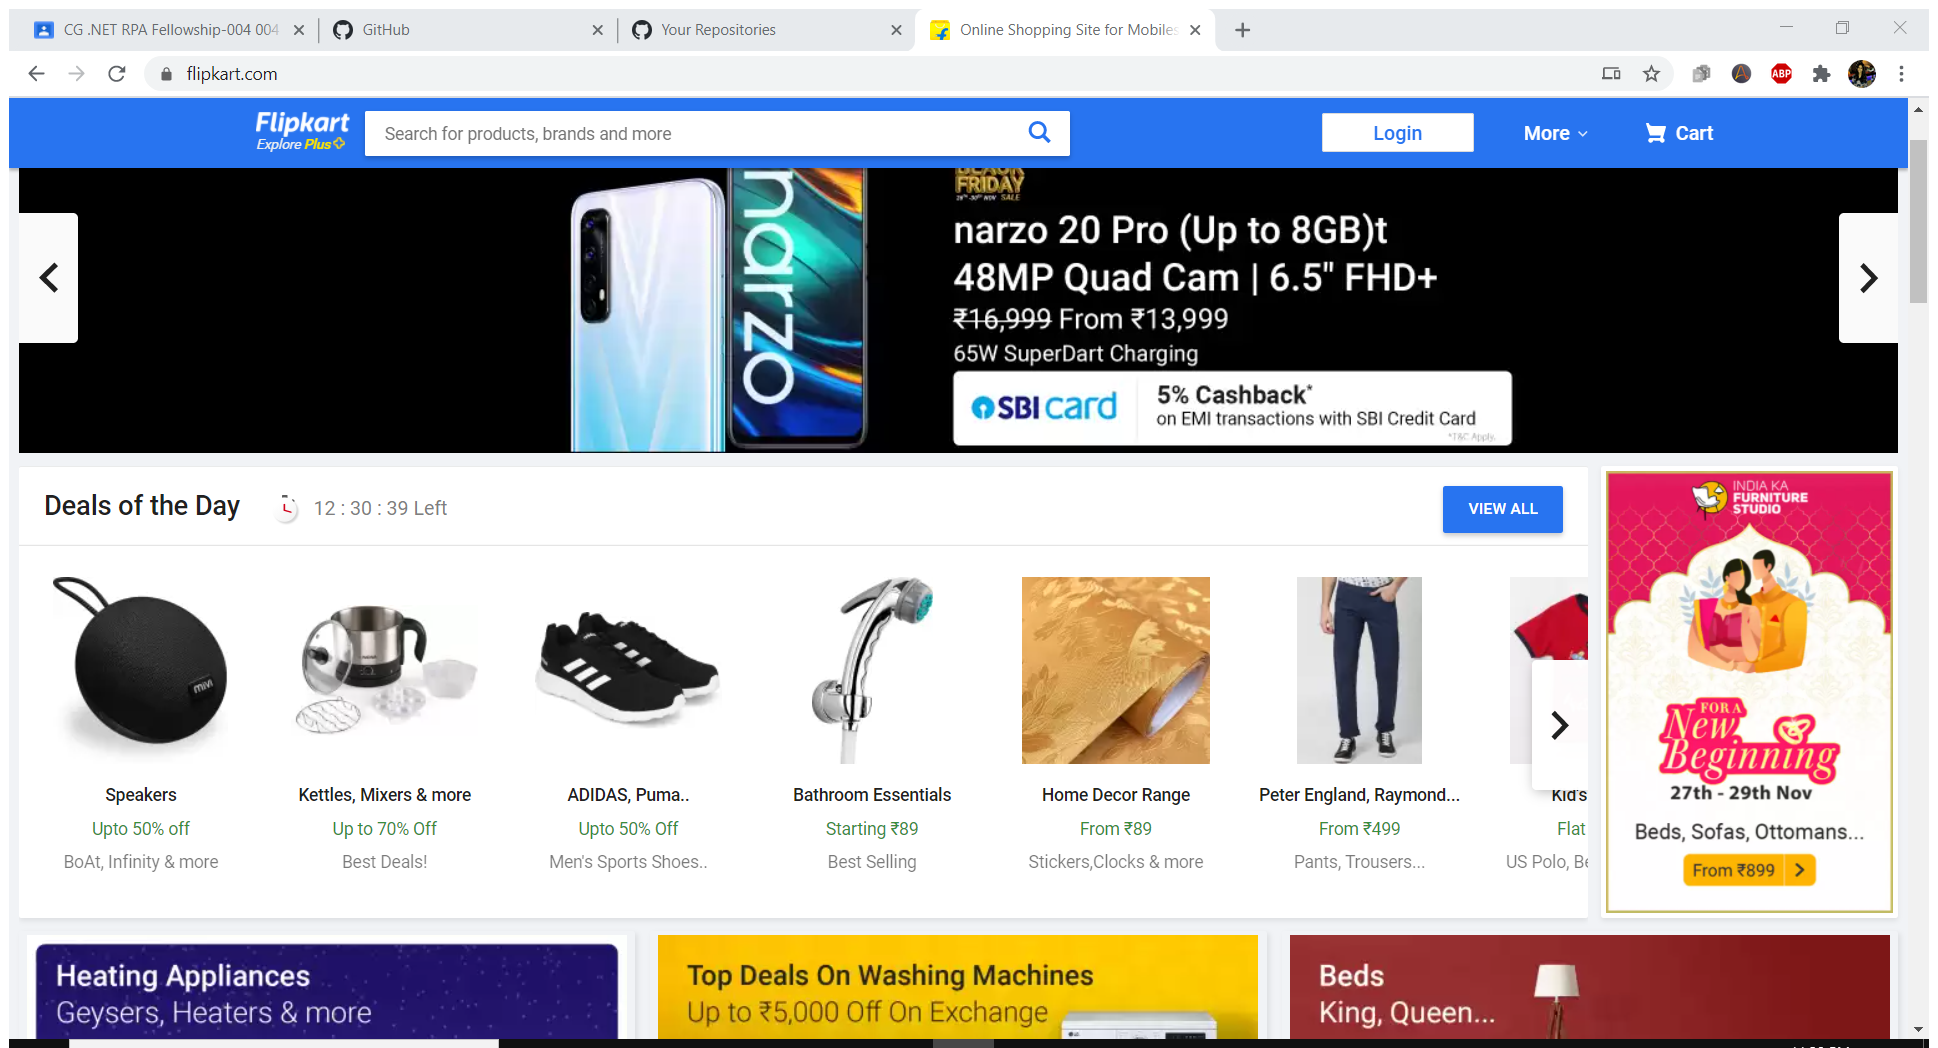 CG .NET RPA Fellowship-004 004
GitHub
Your Repositories
Online Shopping Site for Mobiles
flipkart.com
ABP
Flipkart
Explore Plus
Search for products, brands and more
Login
More
Cart
BLACK
FRIDAY
SALE
narzo
narzo 20 Pro (Up to 8GB)t
48MP Quad Cam | 6.5" FHD+
₹16,999 From ₹13,999
65W SuperDart Charging
SBI card
5% Cashback*
on EMI transactions with SBI Credit Card
*T&C Apply.
Deals of the Day
12 : 30 : 39 Left
VIEW ALL
mivi
Speakers
Upto 50% off
BoAt, Infinity & more
Kettles, Mixers & more
Up to 70% Off
Best Deals!
ADIDAS, Puma..
Upto 50% Off
Men's Sports Shoes..
Bathroom Essentials
Starting ₹89
Best Selling
Home Decor Range
From ₹89
Stickers,Clocks & more
Peter England, Raymond...
From ₹499
Pants, Trousers...
Kid's
Flat
US Polo, Be
INDIA KA
FURNITURE
STUDIO
FOR A
New
Beginning
27th - 29th Nov
Beds, Sofas, Ottomans...
From ₹899
Heating Appliances
Geysers, Heaters & more
Top Deals On Washing Machines
Up to ₹5,000 Off On Exchange
Beds
King, Queen...